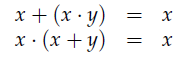 x + (x · y) = x
x · (x + y) = x